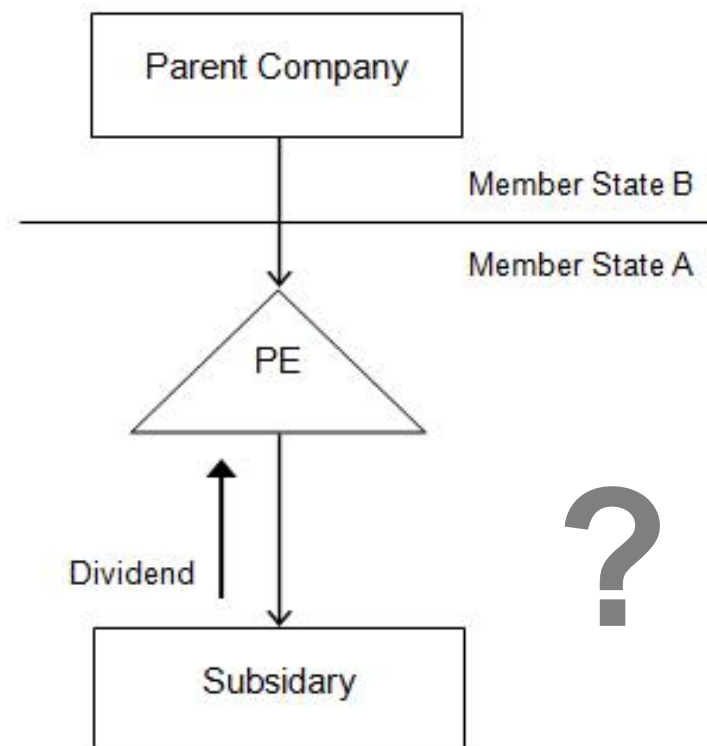 Parent Company
Member State B
Member State A
PE
Dividend
?
Subsidary